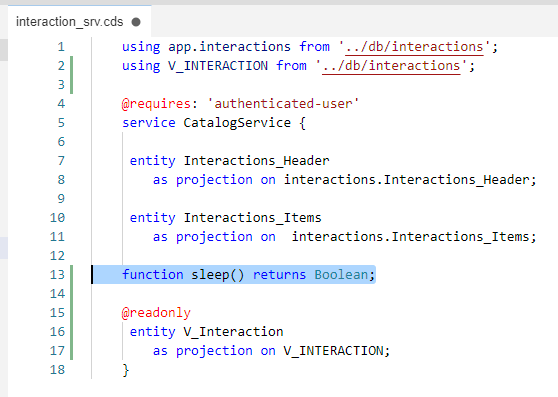 interaction_srv.cds ●
1 using app.interactions from '../db/interactions';
2 using V_INTERACTION from '../db/interactions';
3
4 @requires: 'authenticated-user'
5 service CatalogService {
6
7 entity Interactions_Header
8 as projection on interactions.Interactions_Header;
9
10 entity Interactions_Items
11 as projection on  interactions.Interactions_Items;
12
13 function sleep() returns Boolean;
14
15 @readonly
16 entity V_Interaction
17 as projection on V_INTERACTION;
18 }